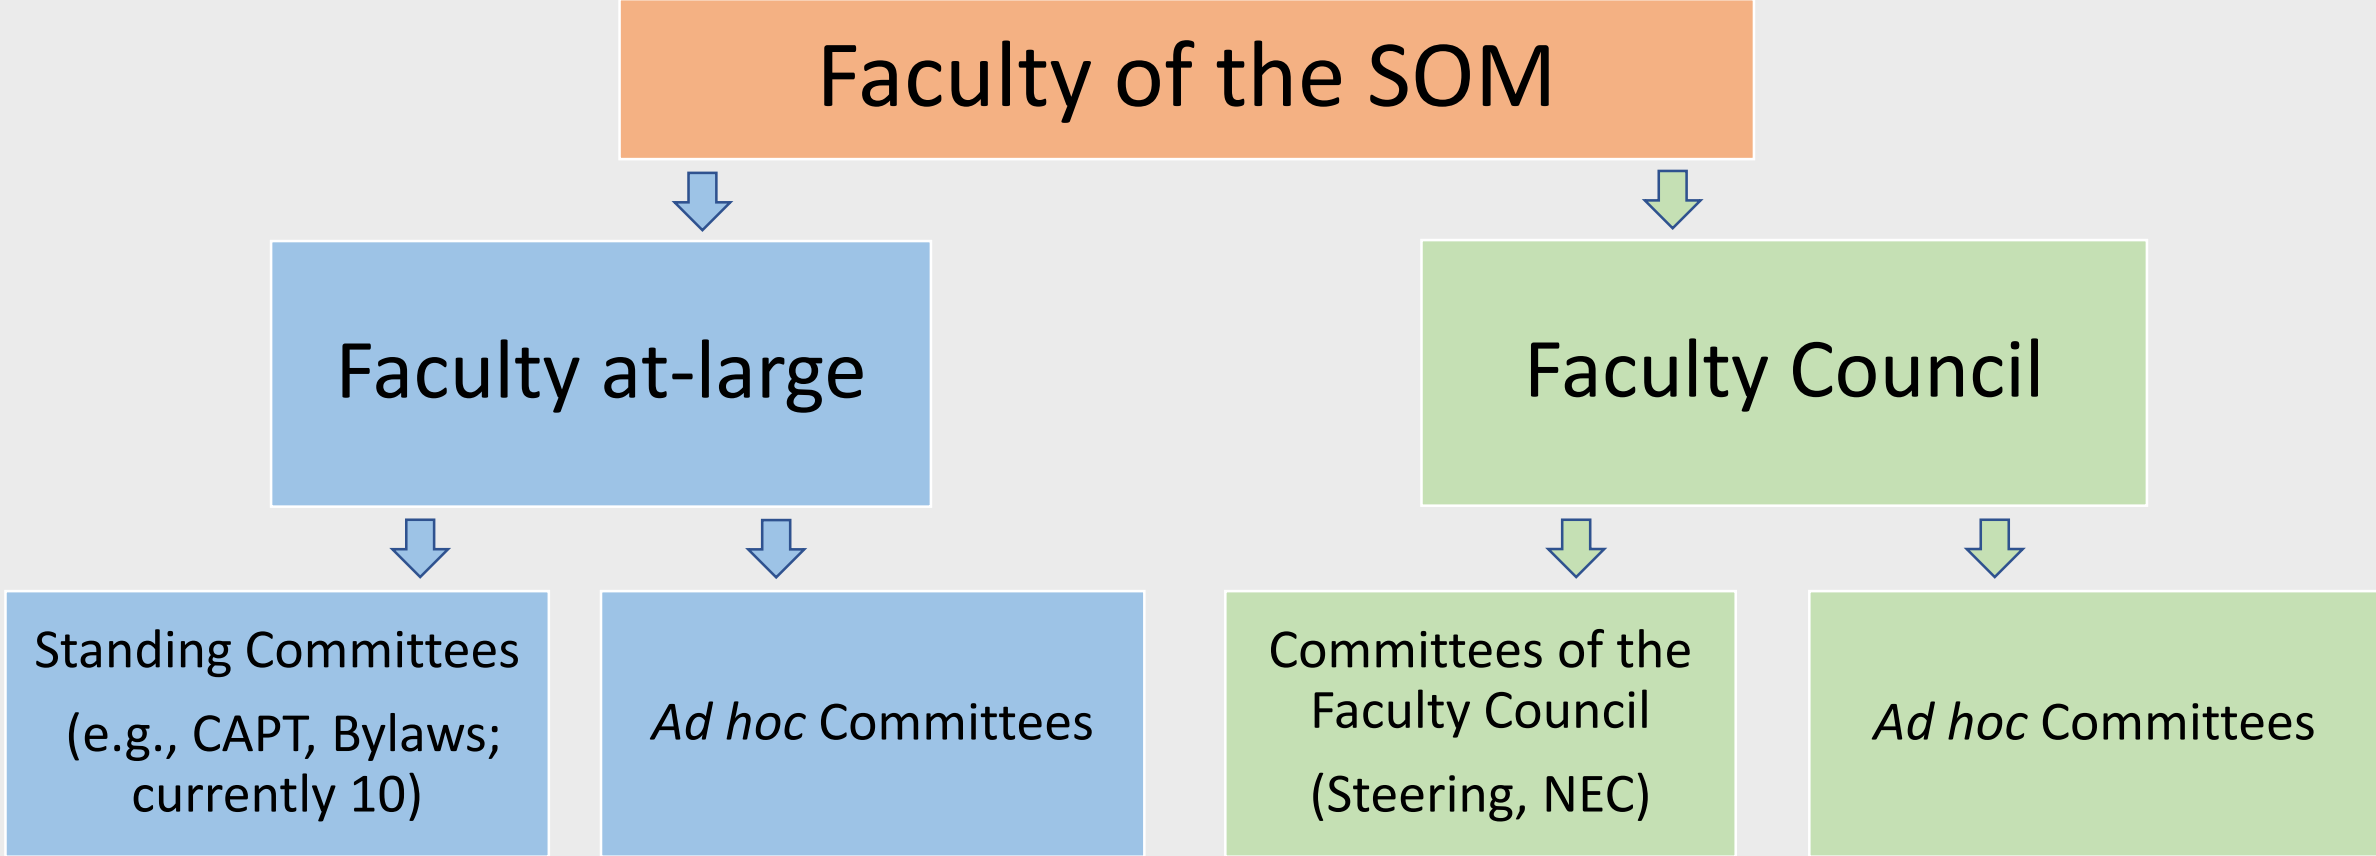 Faculty of the SOM
Faculty at-large
Faculty Council
Standing Committees
(e.g., CAPT, Bylaws;
currently 10)
Ad hoc Committees
Committees of the
Faculty Council
(Steering, NEC)
Ad hoc Committees